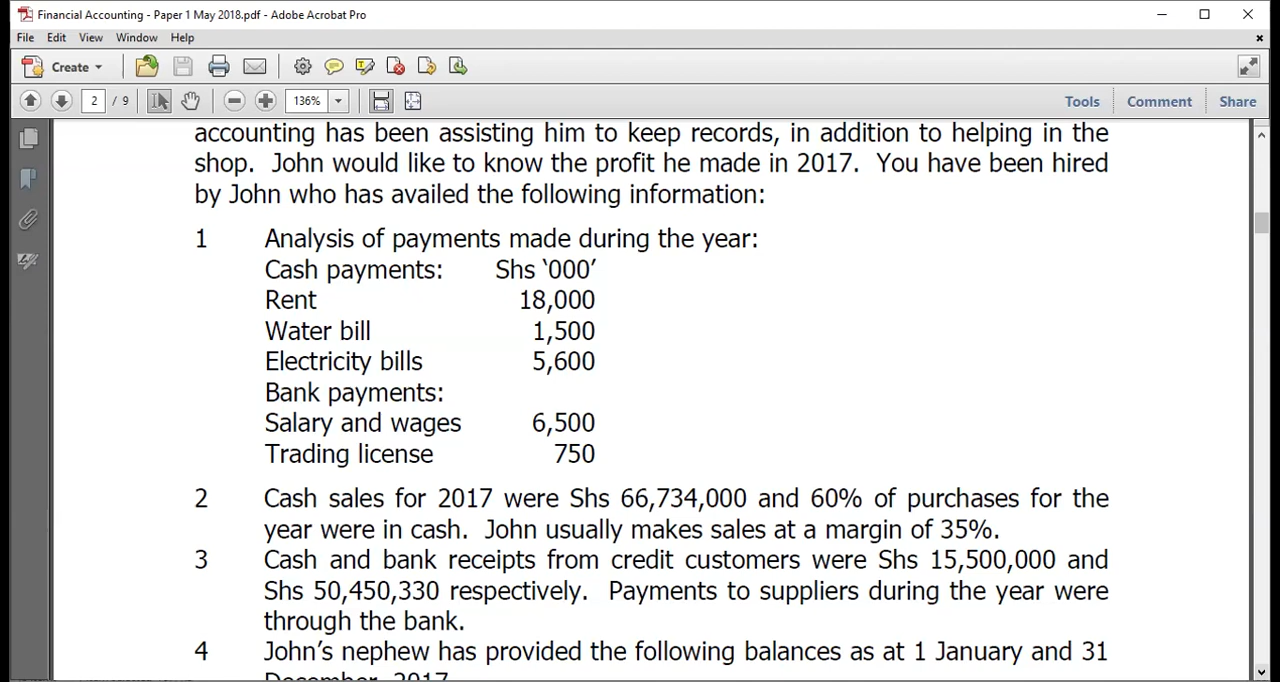 Financial Accounting - Paper 1 May 2018.pdf - Adobe Acrobat Pro
File Edit View Window Help
Create
2 / 9 136% Tools Comment Share
accounting has been assisting him to keep records, in addition to helping in the
shop. John would like to know the profit he made in 2017. You have been hired
by John who has availed the following information:
1 Analysis of payments made during the year:
Cash payments: Shs ‘000’
Rent 18,000
Water bill 1,500
Electricity bills 5,600
Bank payments:
Salary and wages 6,500
Trading license 750
2 Cash sales for 2017 were Shs 66,734,000 and 60% of purchases for the
year were in cash. John usually makes sales at a margin of 35%.
3 Cash and bank receipts from credit customers were Shs 15,500,000 and
Shs 50,450,330 respectively. Payments to suppliers during the year were
through the bank.
4 John’s nephew has provided the following balances as at 1 January and 31
December, 2017